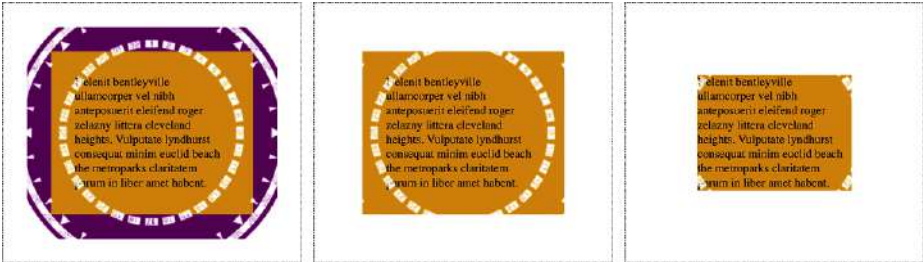 elenit bentleyville
ullamcorper vel nibh
anteposuerit eleifend roger
zelazny littera cleveland
heights. Vulputate lyndhurst
consequat minim euclid beach
the metroparks claritatem
in liber amet habent.
elenit bentleyville
ullamcorper vel nibh
anteposuerit eleifend roger
zelazny littera cleveland
heights. Vulputate lyndhurst
consequat minim euclid beach
the metroparks claritatem
in liber amet habent.
elenit bentleyville
ullamcorper vel nibh
anteposuerit eleifend roger
zelazny littera cleveland
heights. Vulputate lyndhurst
consequat minim euclid beach
the metroparks claritatem
in liber amet habent.